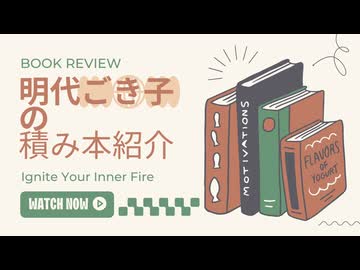 BOOK REVIEW
明代ごき子
の
積み本紹介
Ignite Your Inner Fire
WATCH NOW
MOTIVATIONS
FLAVORS
OF
YOGURT